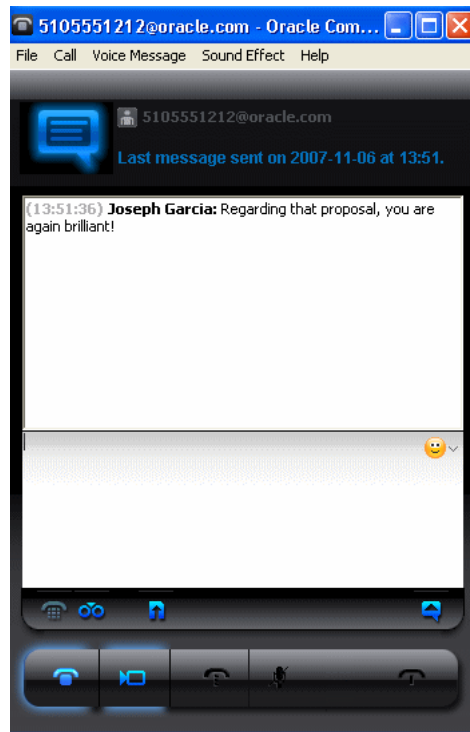 5105551212@oracle.com - Oracle Com...
File Call Voice Message Sound Effect Help
5105551212@oracle.com
Last message sent on 2007-11-06 at 13:51.
(13:51:36) Joseph Garcia: Regarding that proposal, you are
again brilliant!